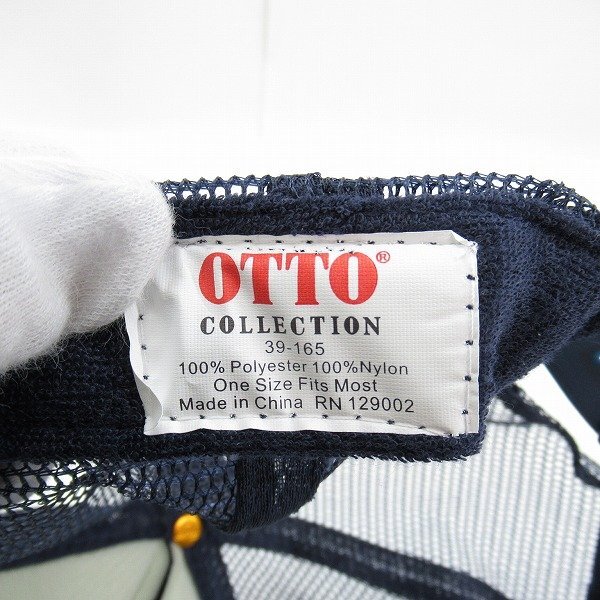 OTTO®
COLLECTION
39-165
100% Polyester 100%Nylon
One Size Fits Most
Made in China RN 129002